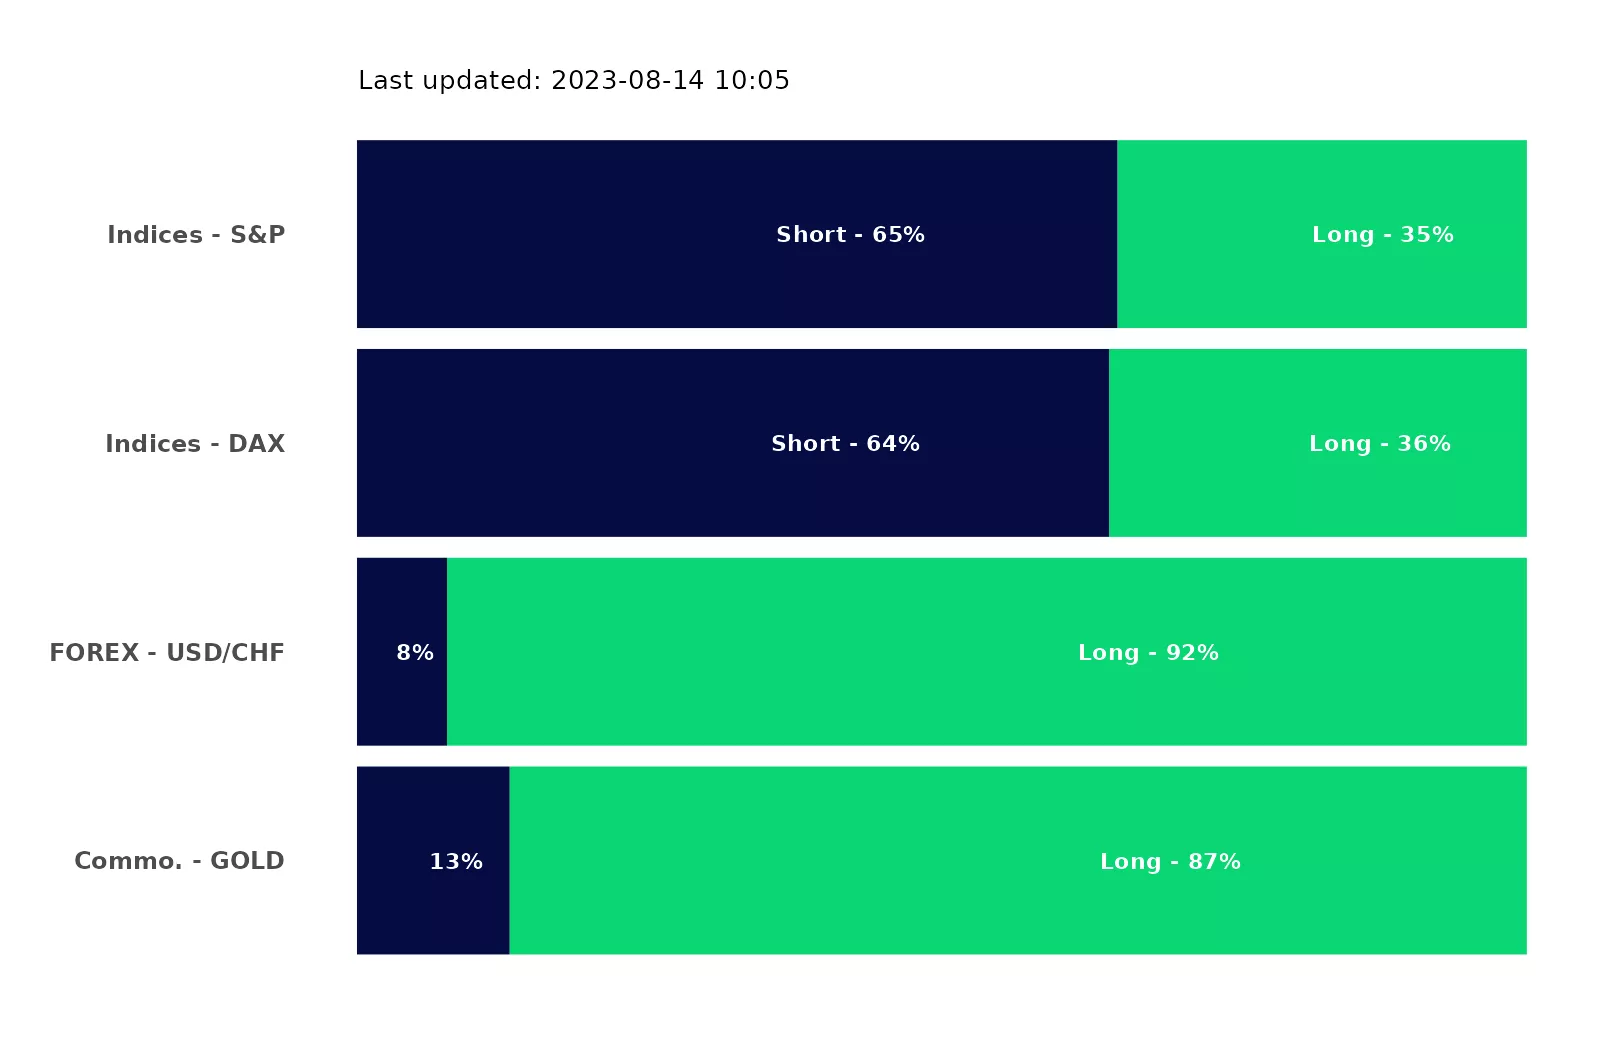 Last updated: 2023-08-14 10:05
Indices - S&P Short - 65% Long - 35%
Indices - DAX Short - 64% Long - 36%
FOREX - USD/CHF 8% Long - 92%
Commo. - GOLD 13% Long - 87%